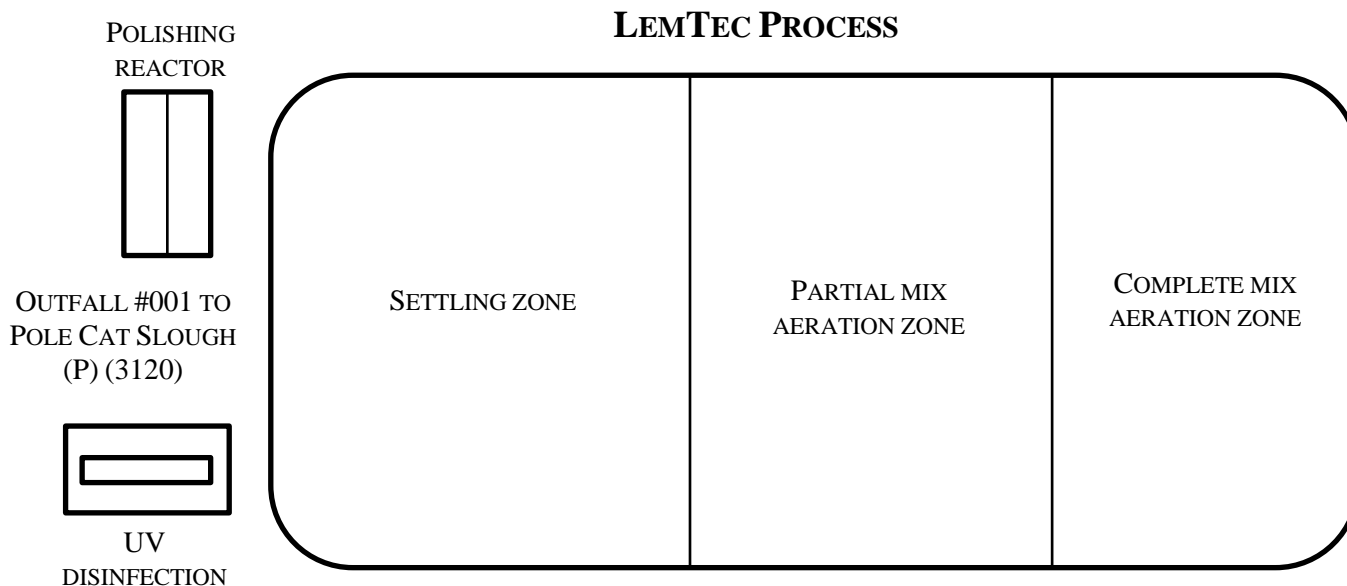 LEMTEC PROCESS
POLISHING
REACTOR
OUTFALL #001 TO
POLE CAT SLOUGH
(P) (3120)
UV
DISINFECTION
SETTLING ZONE
PARTIAL MIX
AERATION ZONE
COMPLETE MIX
AERATION ZONE